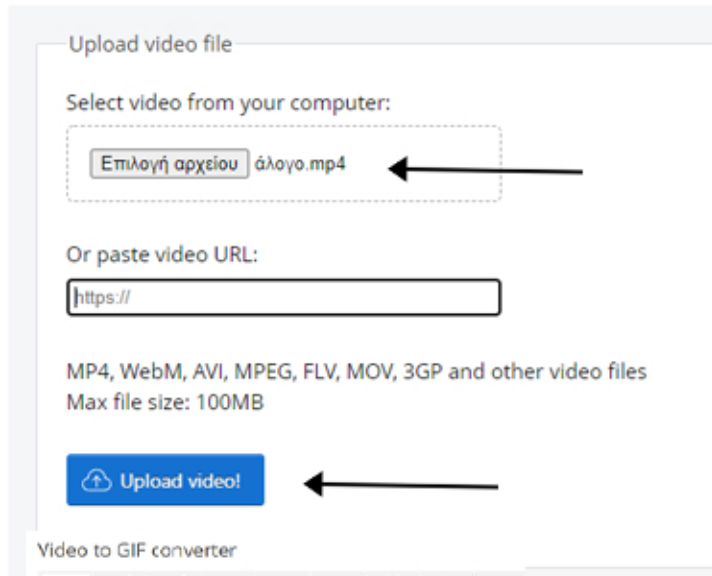 Upload video file
Select video from your computer:
Επιλογή αρχείου άλογο.mp4
Or paste video URL:
https://
MP4, WebM, AVI, MPEG, FLV, MOV, 3GP and other video files
Max file size: 100MB
Upload video!
Video to GIF converter